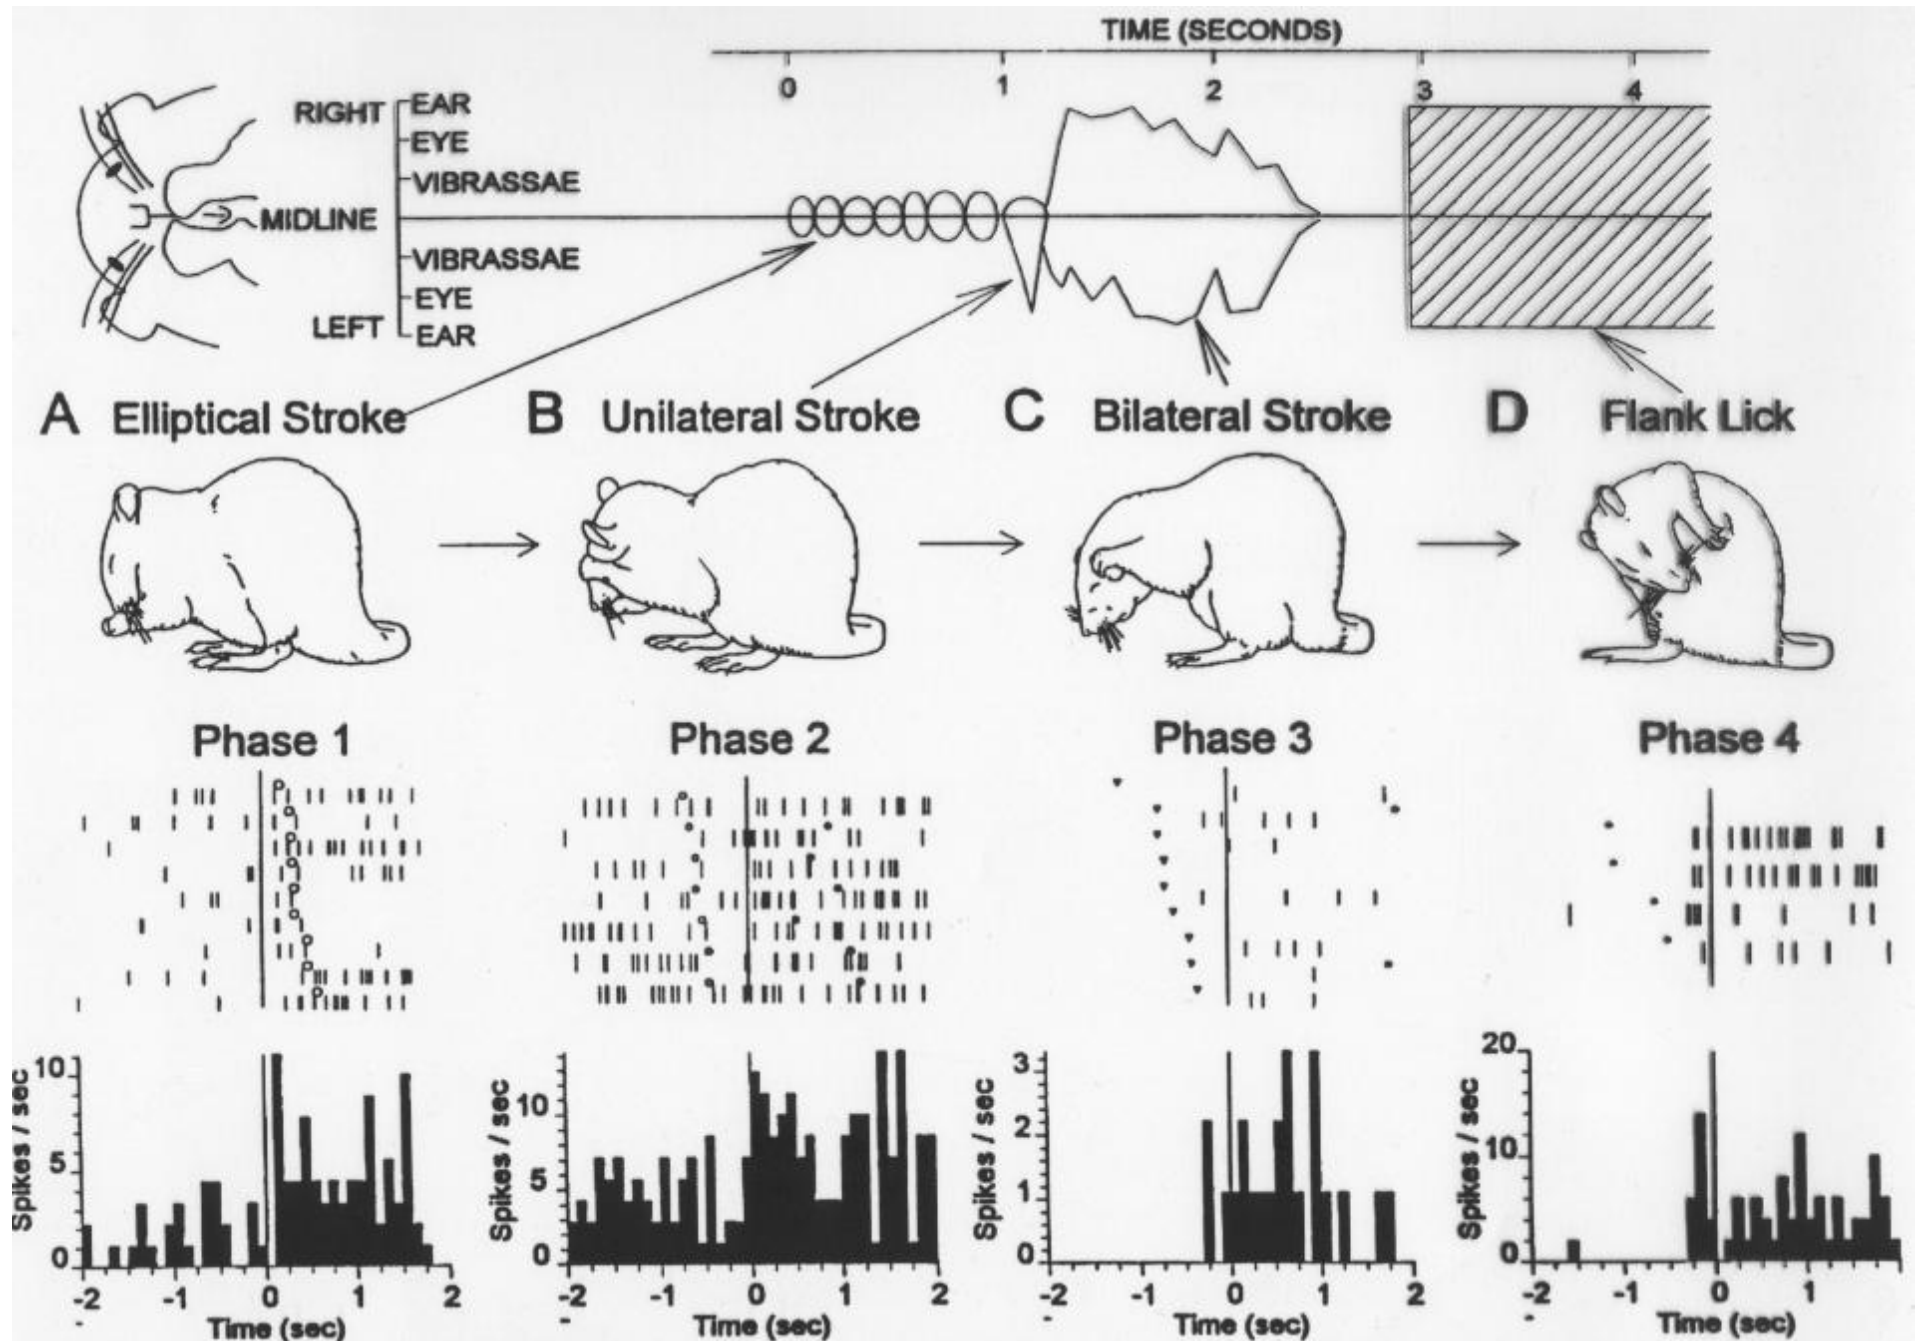 TIME (SECONDS)
0 1 2 3 4
RIGHT EAR
EYE
VIBRASSAE
MIDLINE
VIBRASSAE
EYE
LEFT EAR
A Elliptical Stroke B Unilateral Stroke C Bilateral Stroke D Flank Lick
Phase 1 Phase 2 Phase 3 Phase 4
Spikes / sec
10
5
0
-2 -1 0 1 2
Time (sec)
Spikes / sec
10
5
0
-2 -1 0 1 2
Time (sec)
Spikes / sec
3
2
1
0
-2 -1 0 1 2
Time (sec)
Spikes / sec
20
10
0
-2 -1 0 1
Time (sec)